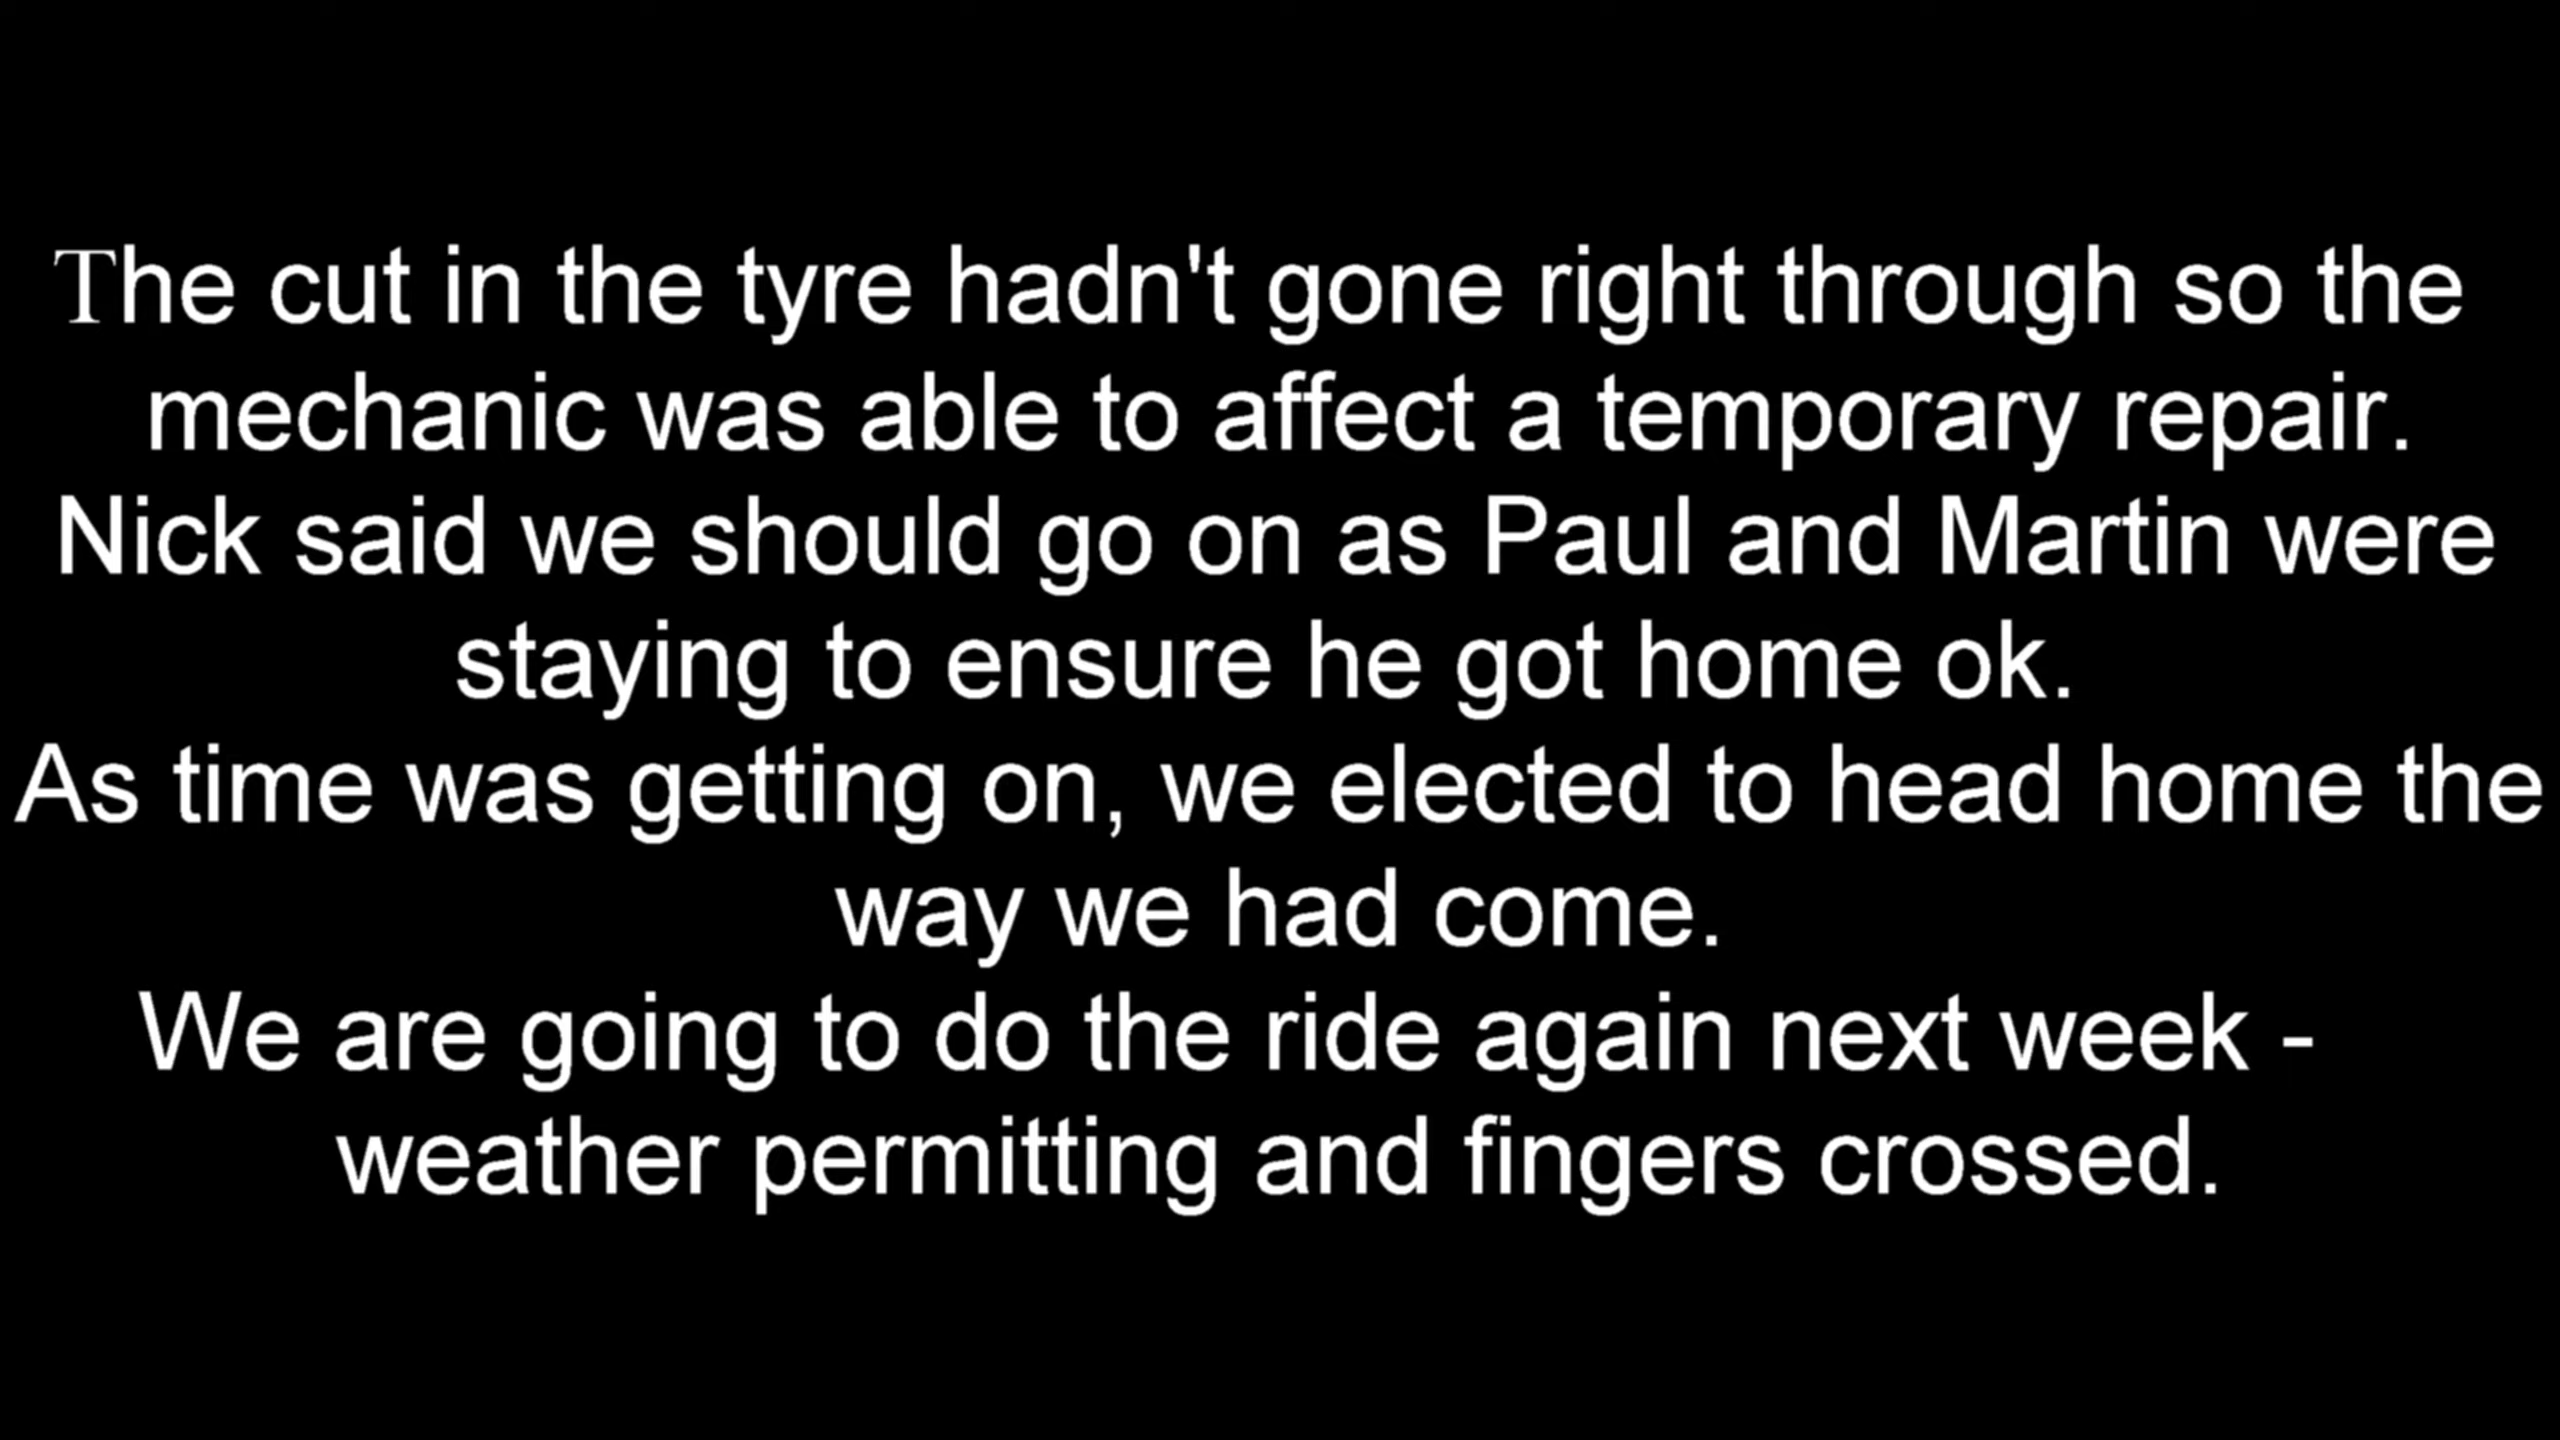 The cut in the tyre hadn't gone right through so the
mechanic was able to affect a temporary repair.
Nick said we should go on as Paul and Martin were
staying to ensure he got home ok.
As time was getting on, we elected to head home the
way we had come.
We are going to do the ride again next week -
weather permitting and fingers crossed.